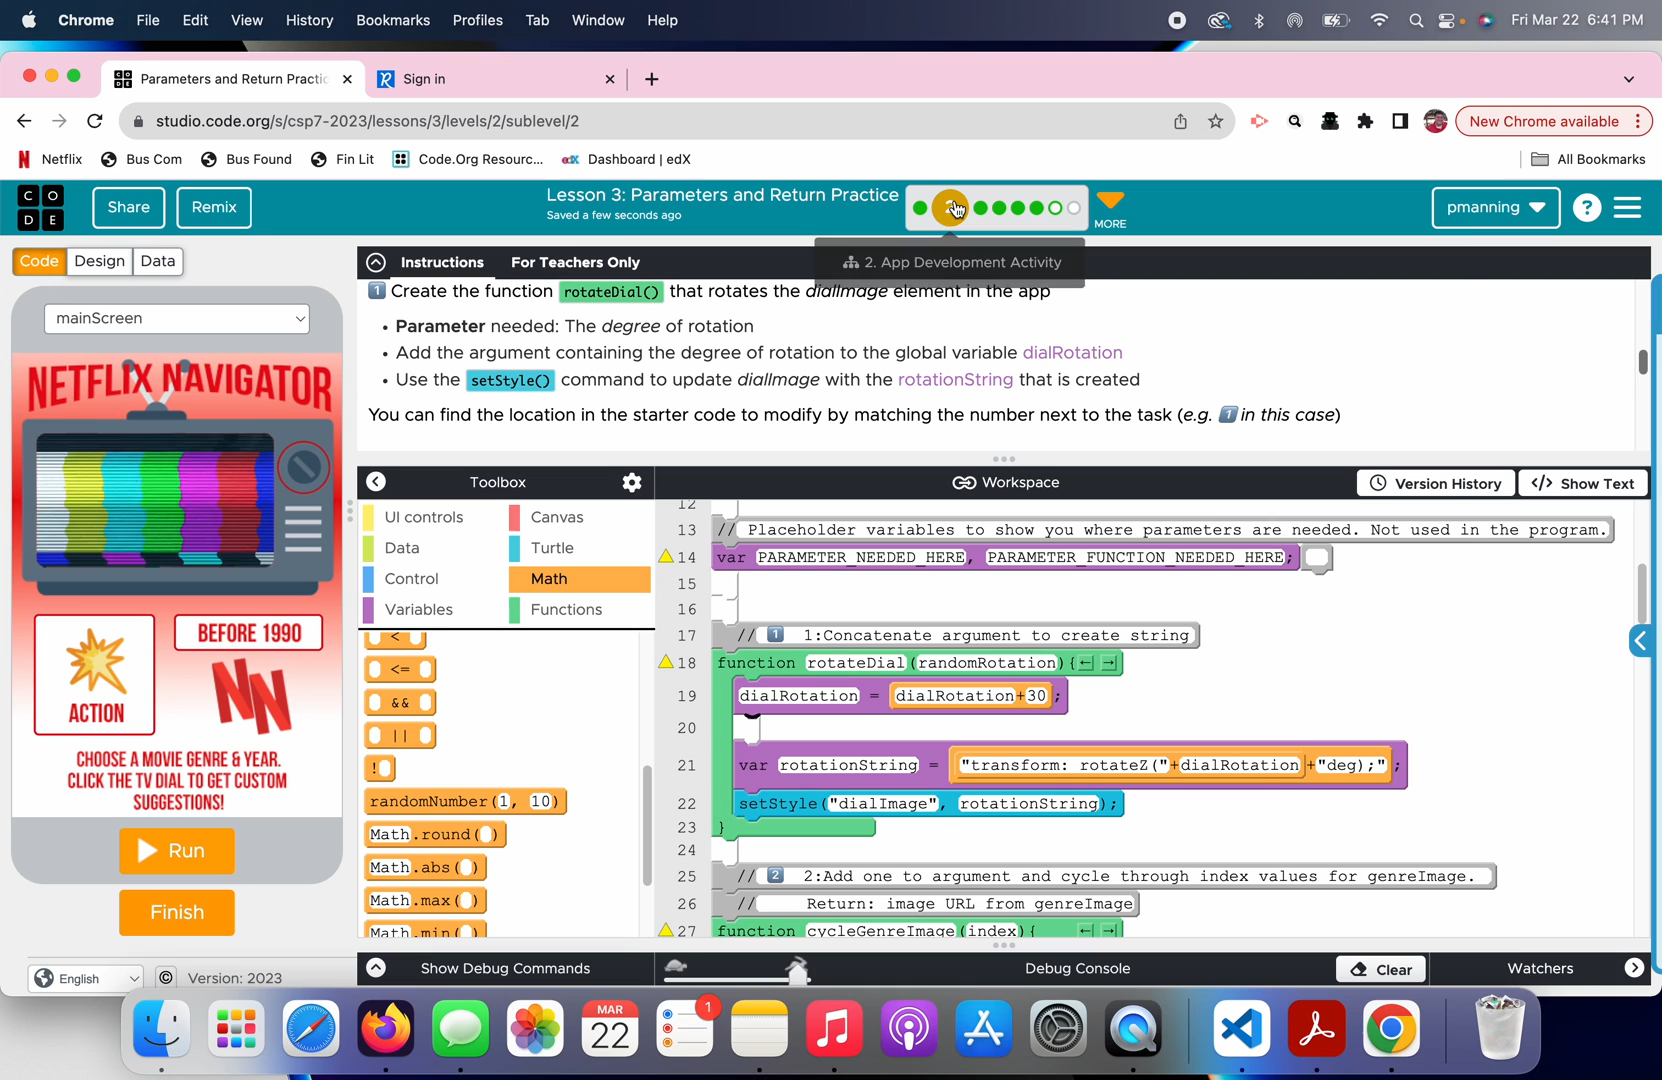 Chrome File Edit View History Bookmarks Profiles Tab Window Help Fri Mar 22 6:41 PM
Parameters and Return Practic
Sign in
studio.code.org/s/csp7-2023/lessons/3/levels/2/sublevel/2
New Chrome available
Netflix Bus Com Bus Found Fin Lit Code.Org Resourc... edX Dashboard | edX All Bookmarks
CODE
Share
Remix
Lesson 3: Parameters and Return Practice
Saved a few seconds ago
MORE
pmanning
?
Code Design Data
Instructions
For Teachers Only
2. App Development Activity
mainScreen
1 Create the function rotateDial() that rotates the dialImage element in the app
• Parameter needed: The degree of rotation
• Add the argument containing the degree of rotation to the global variable dialRotation
• Use the setStyle() command to update dialImage with the rotationString that is created
You can find the location in the starter code to modify by matching the number next to the task (e.g. 1 in this case)
NETFLIX NAVIGATOR
BEFORE 1990
ACTION
CHOOSE A MOVIE GENRE & YEAR.
CLICK THE TV DIAL TO GET CUSTOM
SUGGESTIONS!
Run
Finish
English
© Version: 2023
Toolbox
Workspace
Version History
</> Show Text
UI controls Canvas
Data Turtle
Control Math
Variables Functions
<
<=
&&
||
!
randomNumber(1, 10)
Math.round( )
Math.abs( )
Math.max( )
Math.min( )
12
13 // Placeholder variables to show you where parameters are needed. Not used in the program.
14 var PARAMETER_NEEDED_HERE, PARAMETER_FUNCTION_NEEDED_HERE;
15
16
17 // 1 1:Concatenate argument to create string
18 function rotateDial(randomRotation){
19 dialRotation = dialRotation+30;
20
21 var rotationString = "transform: rotateZ("+dialRotation+"deg);";
22 setStyle("dialImage", rotationString);
23 }
24
25 // 2 2:Add one to argument and cycle through index values for genreImage.
26 // Return: image URL from genreImage
27 function cycleGenreImage(index){
Show Debug Commands
Debug Console
Clear
Watchers
MAR
22
1